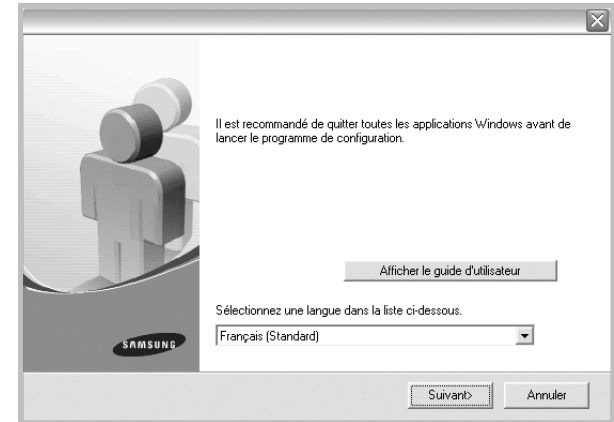 Il est recommandé de quitter toutes les applications Windows avant de
lancer le programme de configuration.
Afficher le guide d'utilisateur
Sélectionnez une langue dans la liste ci-dessous.
Français (Standard)
SAMSUNG
Suivant>
Annuler